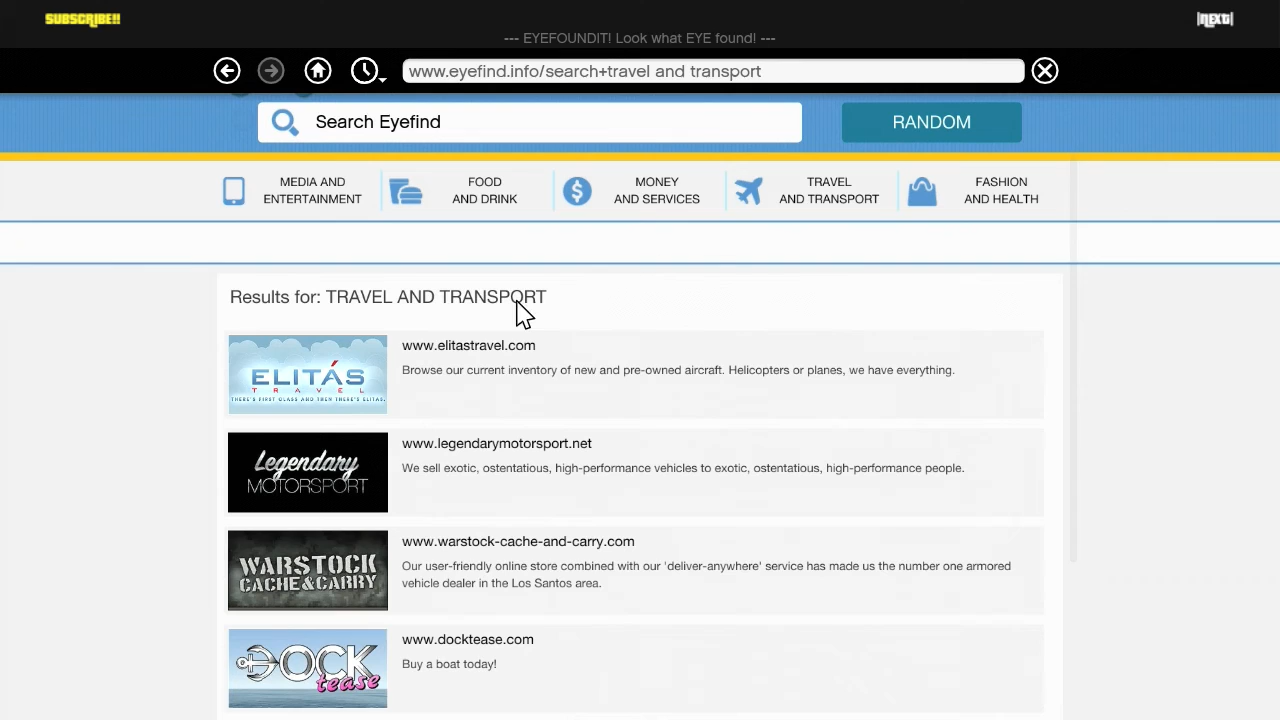 SUBSCRIBE!!
|NEXT|
--- EYEFOUNDIT! Look what EYE found! ---
www.eyefind.info/search+travel and transport
Search Eyefind
RANDOM
MEDIA AND
ENTERTAINMENT
FOOD
AND DRINK
MONEY
AND SERVICES
TRAVEL
AND TRANSPORT
FASHION
AND HEALTH
Results for: TRAVEL AND TRANSPORT
ELITÁS
TRAVEL
THERE'S FIRST CLASS AND THEN THERE'S ELITAS.
www.elitastravel.com
Browse our current inventory of new and pre-owned aircraft. Helicopters or planes, we have everything.
Legendary
MOTORSPORT
www.legendarymotorsport.net
We sell exotic, ostentatious, high-performance vehicles to exotic, ostentatious, high-performance people.
WARSTOCK
CACHE&CARRY
www.warstock-cache-and-carry.com
Our user-friendly online store combined with our 'deliver-anywhere' service has made us the number one armored
vehicle dealer in the Los Santos area.
DOCK
tease
www.docktease.com
Buy a boat today!